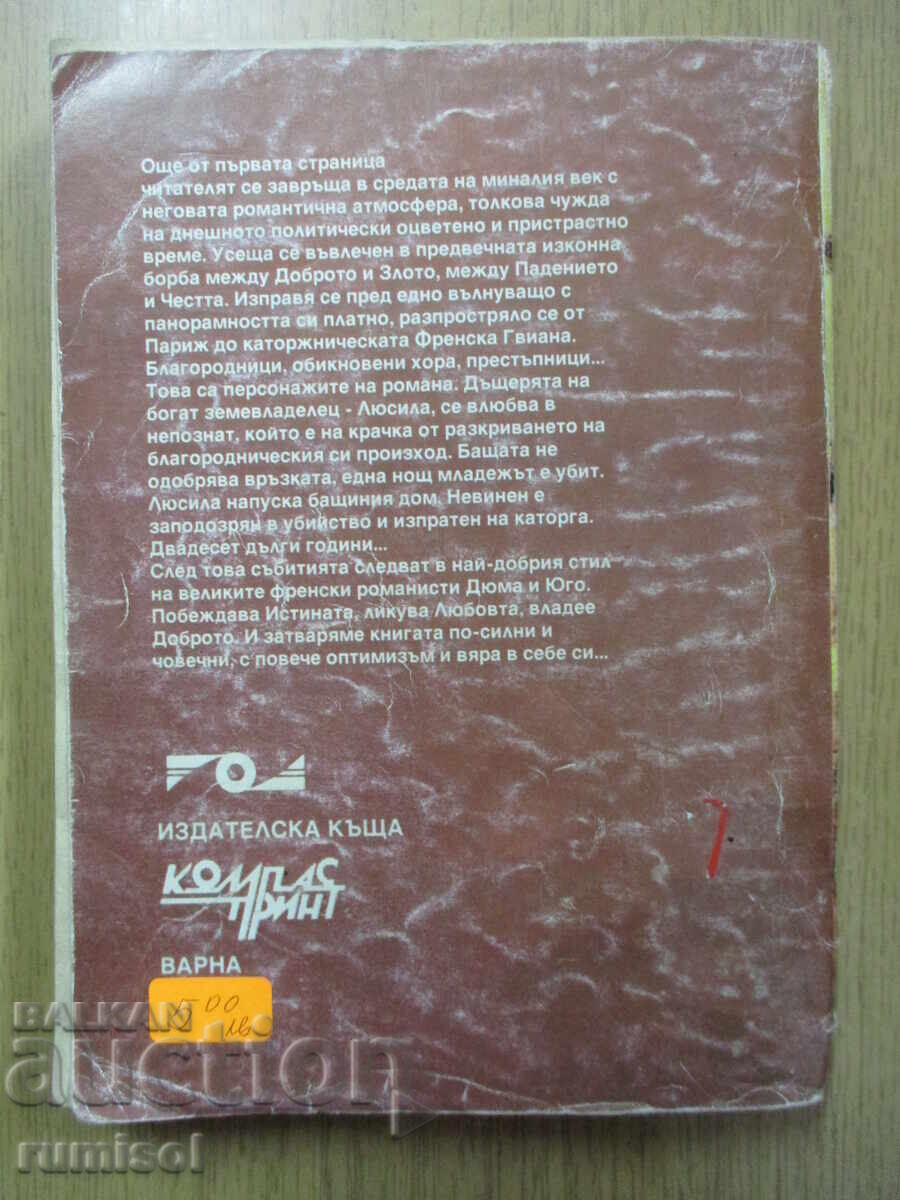 Още от първата страница
читателят се завръща в средата на миналия век с
неговата романтична атмосфера, толкова чужда
на днешното политически оцветено и пристрастно
време. Усеща се въвлечен в предвечната изконна
борба между Доброто и Злото, между Падението
и Честта. Изправя се пред едно вълнуващо с
панорамността си платно, разпростряло се от
Париж до каторжническата Френска Гвиана.
Благородници, обикновени хора, престъпници...
Това са персонажите на романа. Дъщерята на
богат земевладелец - Люсила, се влюбва в
непознат, който е на крачка от разкриването на
благородническия си произход. Бащата не
одобрява връзката, една нощ младежът е убит.
Люсила напуска бащиния дом. Невинен е
заподозрян в убийство и изпратен на каторга.
Двадесет дълги години...
След това събитията следват в най-добрия стил
на великите френски романисти Дюма и Юго.
Побеждава Истината, ликува Любовта, владее
Доброто. И затваряме книгата по-силни и
човечни, с повече оптимизъм и вяра в себе си...
ИЗДАТЕЛСКА КЪЩА
КОМПАС
ПРИНТ
ВАРНА
5 00
лв
BALKAN
auction
rumisol